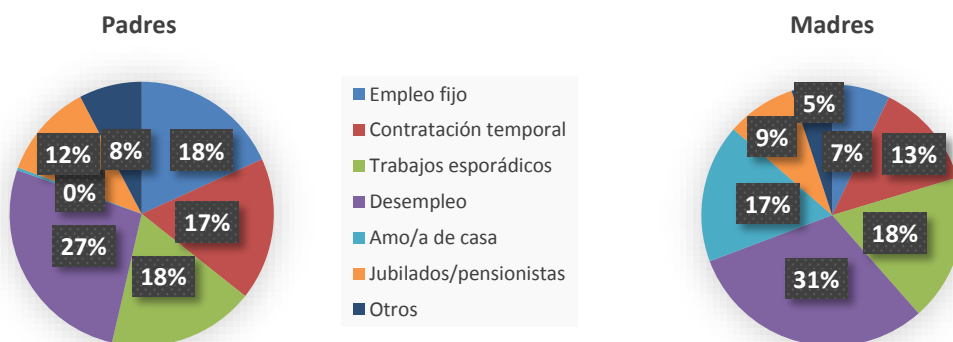 Padres
Madres
Empleo fijo
Contratación temporal
Trabajos esporádicos
Desempleo
Amo/a de casa
Jubilados/pensionistas
Otros
18%
17%
18%
27%
0%
12%
8%
7%
13%
18%
31%
17%
9%
5%